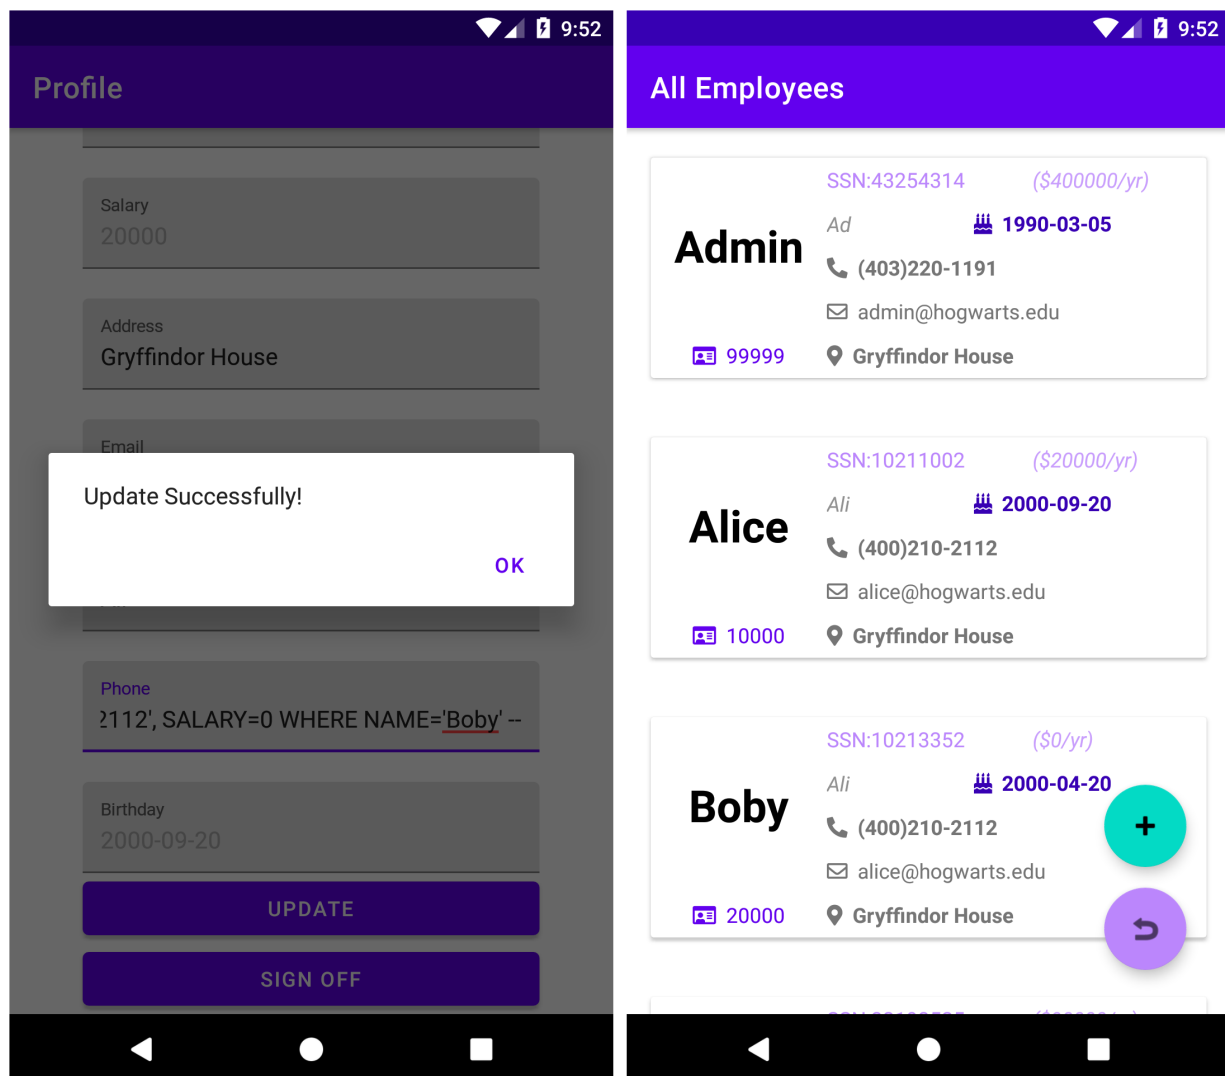 9:52
Profile
Salary
20000
Address
Gryffindor House
Email
Update Successfully!
OK
Phone
2112', SALARY=0 WHERE NAME='Boby' --
Birthday
2000-09-20
UPDATE
SIGN OFF
9:52
All Employees
SSN:43254314 ($400000/yr)
Admin
Ad 1990-03-05
(403)220-1191
admin@hogwarts.edu
99999 Gryffindor House
SSN:10211002 ($20000/yr)
Alice
Ali 2000-09-20
(400)210-2112
alice@hogwarts.edu
10000 Gryffindor House
SSN:10213352 ($0/yr)
Boby
Ali 2000-04-20
(400)210-2112
alice@hogwarts.edu
20000 Gryffindor House
+